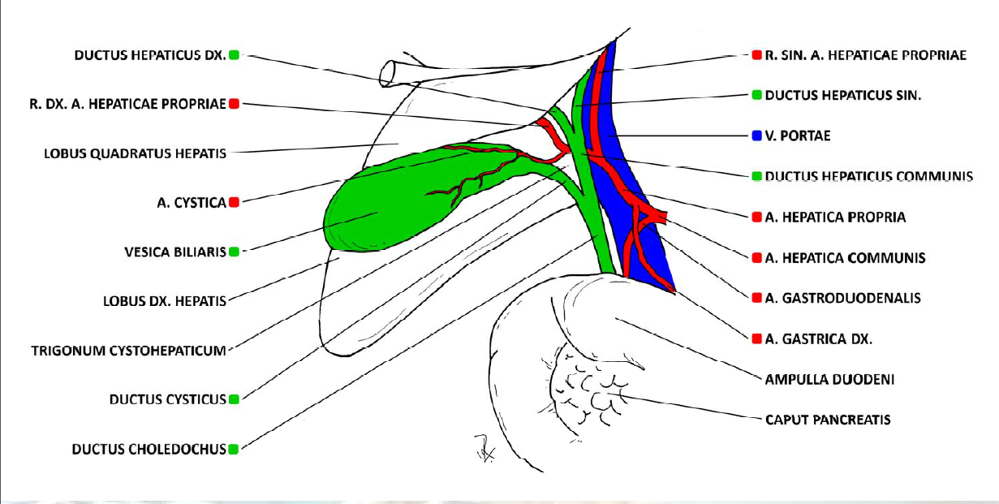 DUCTUS HEPATICUS DX.
R. DX. A. HEPATICAE PROPRIAE
LOBUS QUADRATUS HEPATIS
A. CYSTICA
VESICA BILIARIS
LOBUS DX. HEPATIS
TRIGONUM CYSTOHEPATICUM
DUCTUS CYSTICUS
DUCTUS CHOLEDOCHUS
R. SIN. A. HEPATICAE PROPRIAE
DUCTUS HEPATICUS SIN.
V. PORTAE
DUCTUS HEPATICUS COMMUNIS
A. HEPATICA PROPRIA
A. HEPATICA COMMUNIS
A. GASTRODUODENALIS
A. GASTRICA DX.
AMPULLA DUODENI
CAPUT PANCREATIS